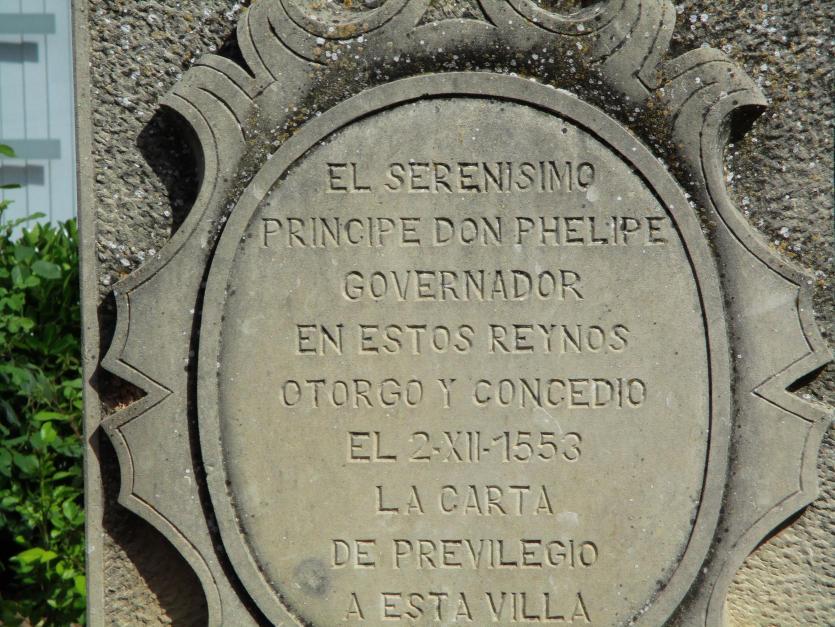 EL SERENISIMO
PRINCIPE DON PHELIPE
GOVERNADOR
EN ESTOS REYNOS
OTORGO Y CONCEDIO
EL 2-XII-1553
LA CARTA
DE PREVILEGIO
A ESTA VILLA